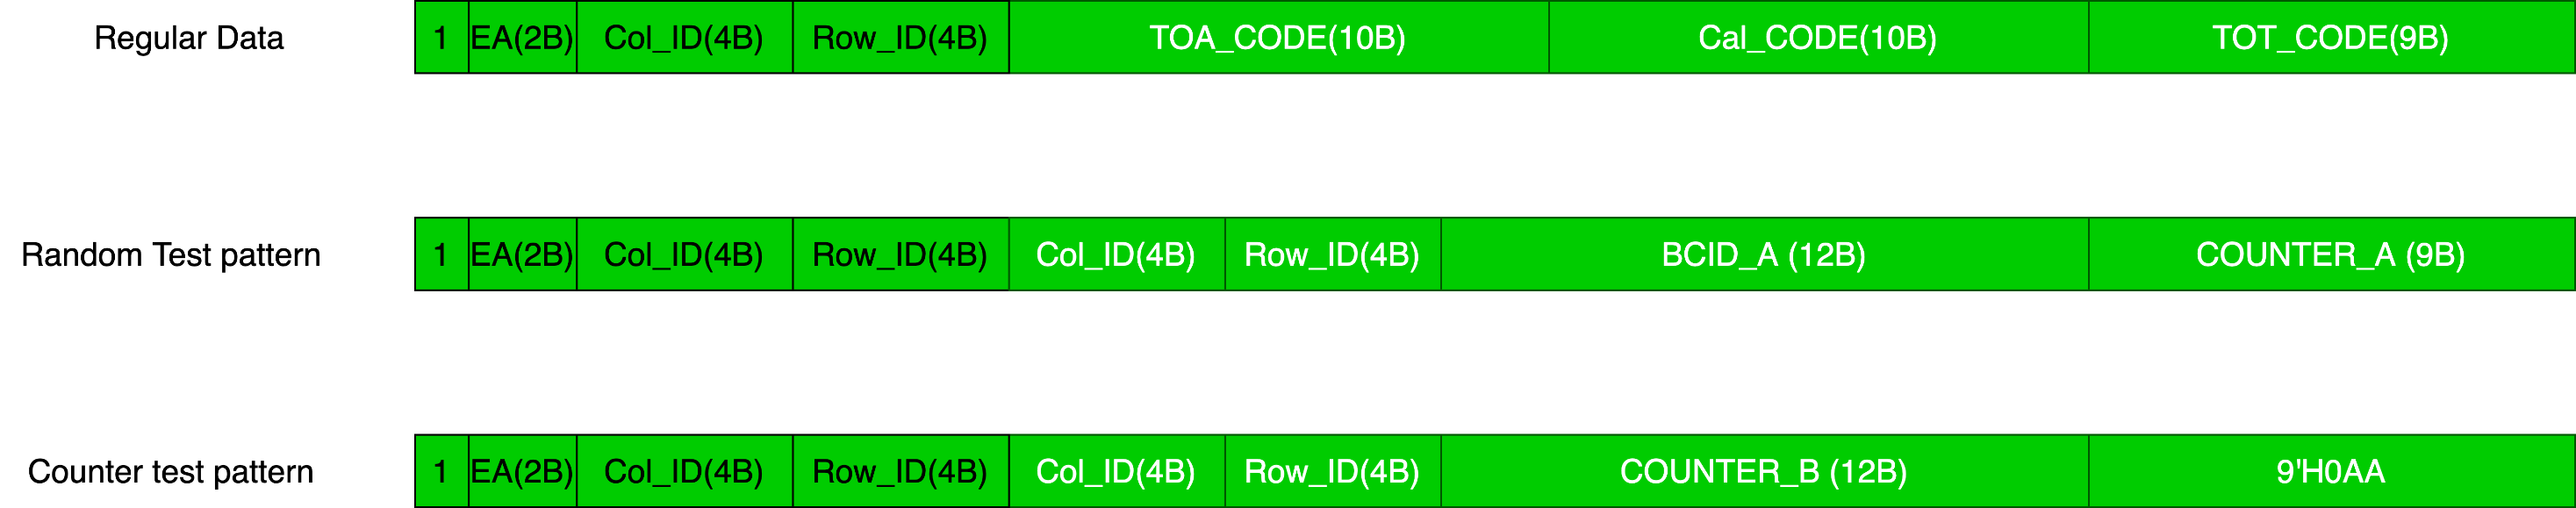 Regular Data 1 EA(2B) Col_ID(4B) Row_ID(4B) TOA_CODE(10B) Cal_CODE(10B) TOT_CODE(9B)
Random Test pattern 1 EA(2B) Col_ID(4B) Row_ID(4B) Col_ID(4B) Row_ID(4B) BCID_A (12B) COUNTER_A (9B)
Counter test pattern 1 EA(2B) Col_ID(4B) Row_ID(4B) Col_ID(4B) Row_ID(4B) COUNTER_B (12B) 9'H0AA